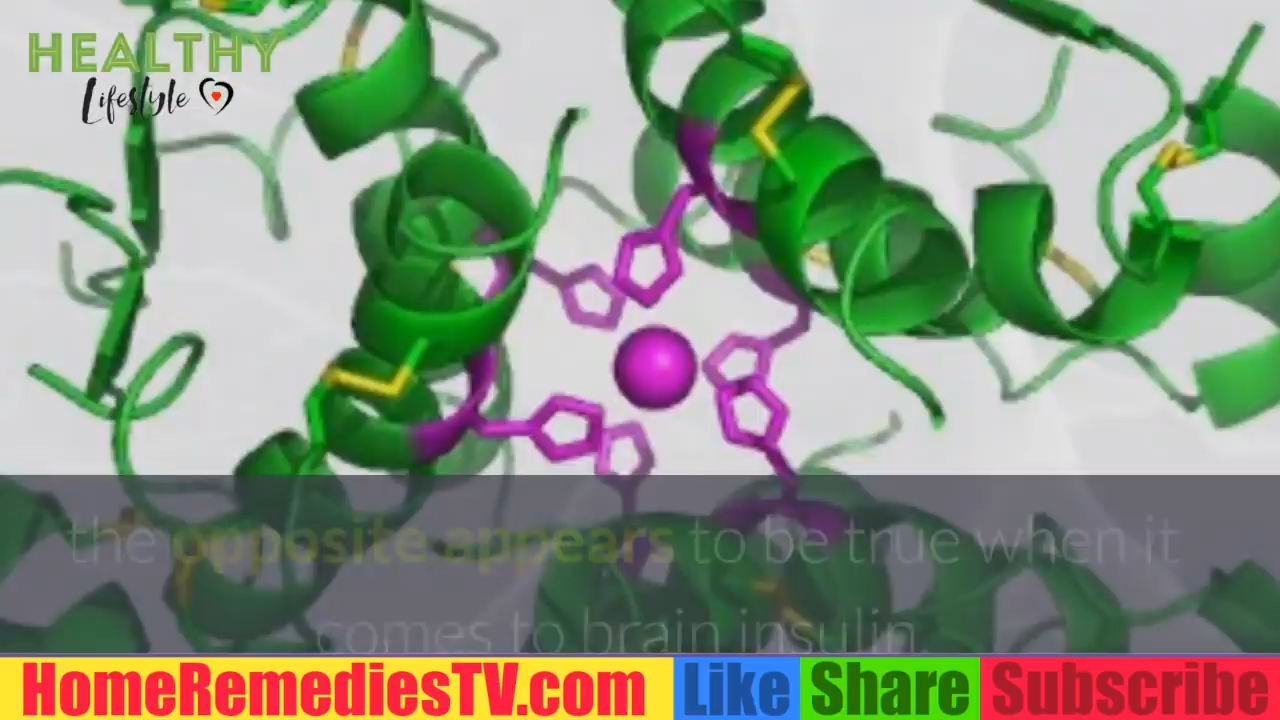 HEALTHY
Lifestyle
the opposite appears to be true when it
comes to brain insulin.
HomeRemediesTV.com Like Share Subscribe